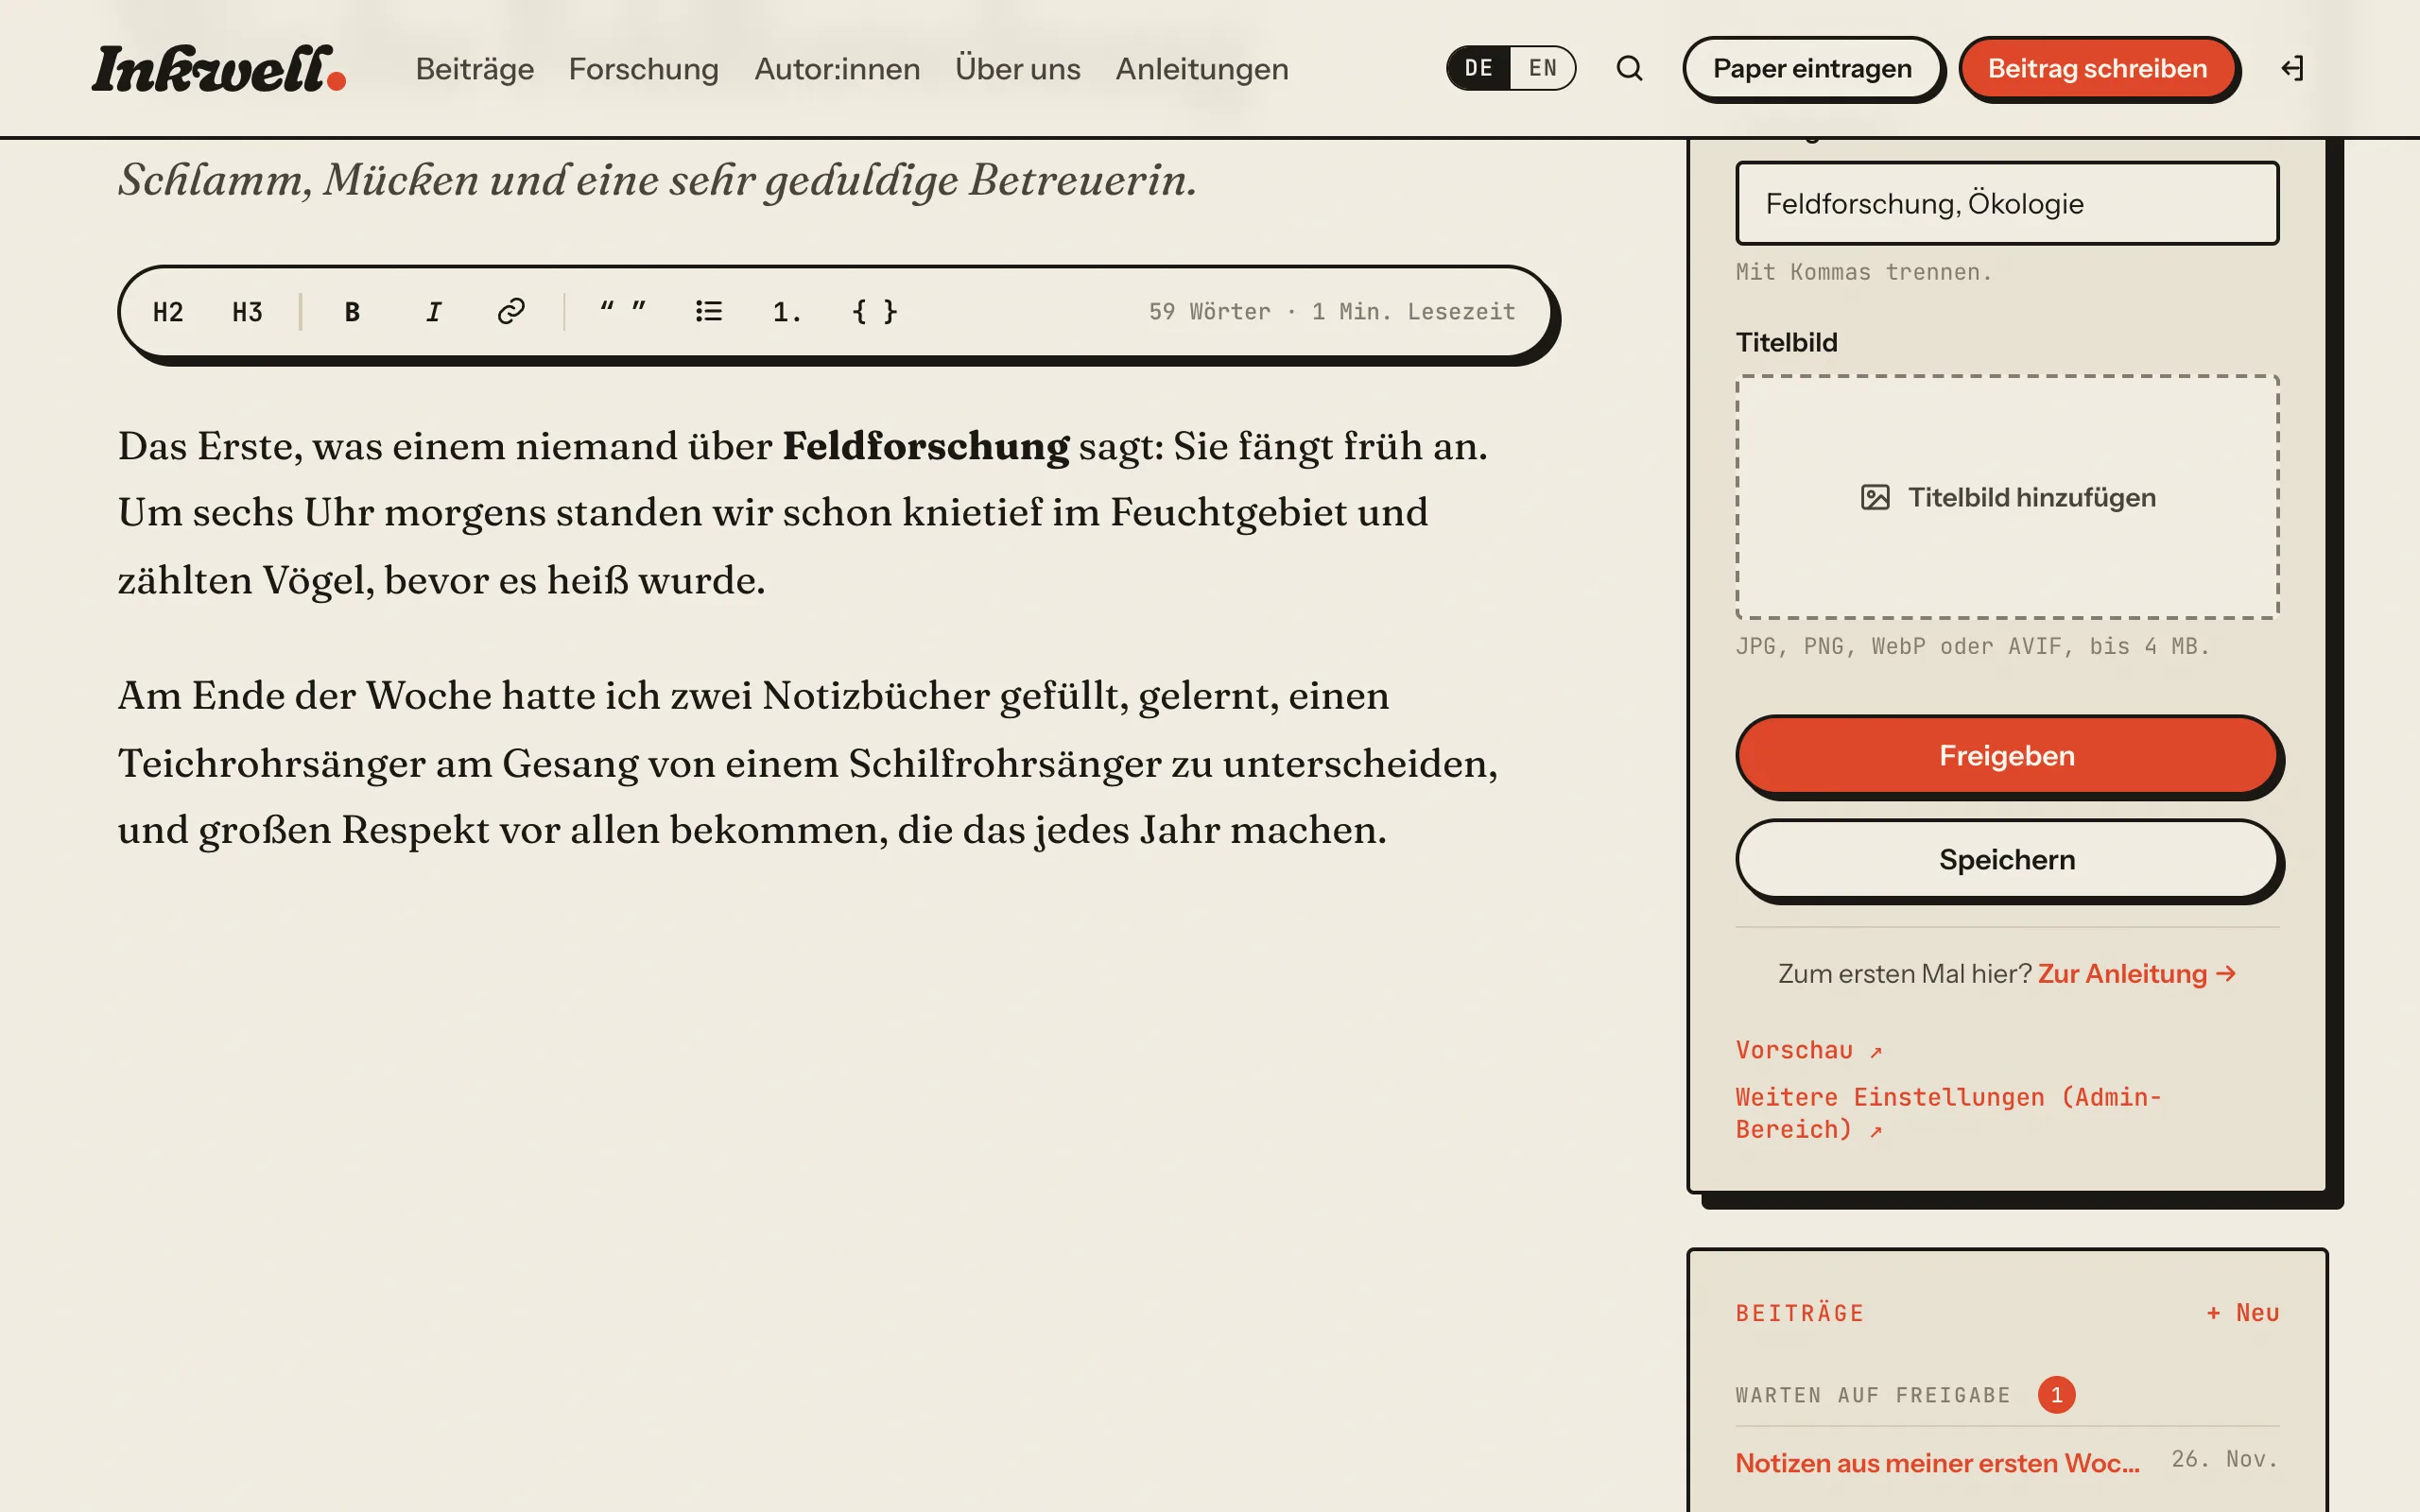 Inkwell.
Beiträge
Forschung
Autor:innen
Über uns
Anleitungen
DE
EN
Paper eintragen
Beitrag schreiben
Schlamm, Mücken und eine sehr geduldige Betreuerin.
H2
H3
B
I
“ ”
1.
{ }
59 Wörter · 1 Min. Lesezeit
Das Erste, was einem niemand über Feldforschung sagt: Sie fängt früh an.
Um sechs Uhr morgens standen wir schon knietief im Feuchtgebiet und
zählten Vögel, bevor es heiß wurde.
Am Ende der Woche hatte ich zwei Notizbücher gefüllt, gelernt, einen
Teichrohrsänger am Gesang von einem Schilfrohrsänger zu unterscheiden,
und großen Respekt vor allen bekommen, die das jedes Jahr machen.
Feldforschung, Ökologie
Mit Kommas trennen.
Titelbild
Titelbild hinzufügen
JPG, PNG, WebP oder AVIF, bis 4 MB.
Freigeben
Speichern
Zum ersten Mal hier? Zur Anleitung →
Vorschau ↗
Weitere Einstellungen (Admin-
Bereich) ↗
BEITRÄGE
+ Neu
WARTEN AUF FREIGABE 1
Notizen aus meiner ersten Woc… 26. Nov.